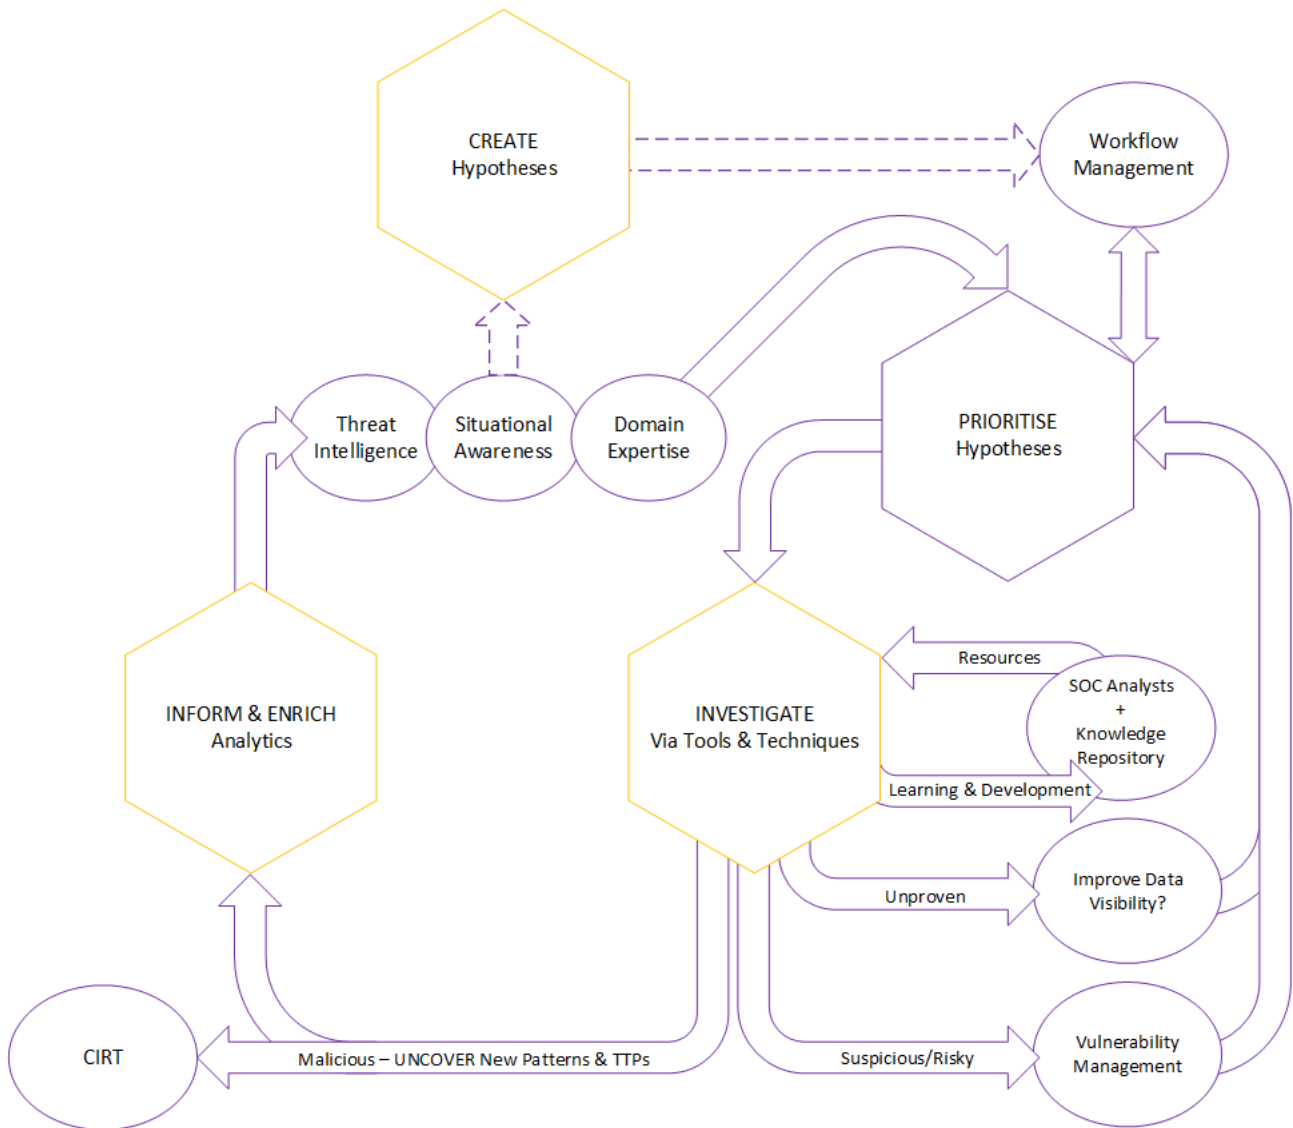 CREATE
Hypotheses
Workflow
Management
Threat
Intelligence
Situational
Awareness
Domain
Expertise
PRIORITISE
Hypotheses
INFORM & ENRICH
Analytics
INVESTIGATE
Via Tools & Techniques
Resources
SOC Analysts
+
Knowledge
Repository
Learning & Development
Unproven
Improve Data
Visibility?
CIRT
Malicious – UNCOVER New Patterns & TTPs
Suspicious/Risky
Vulnerability
Management